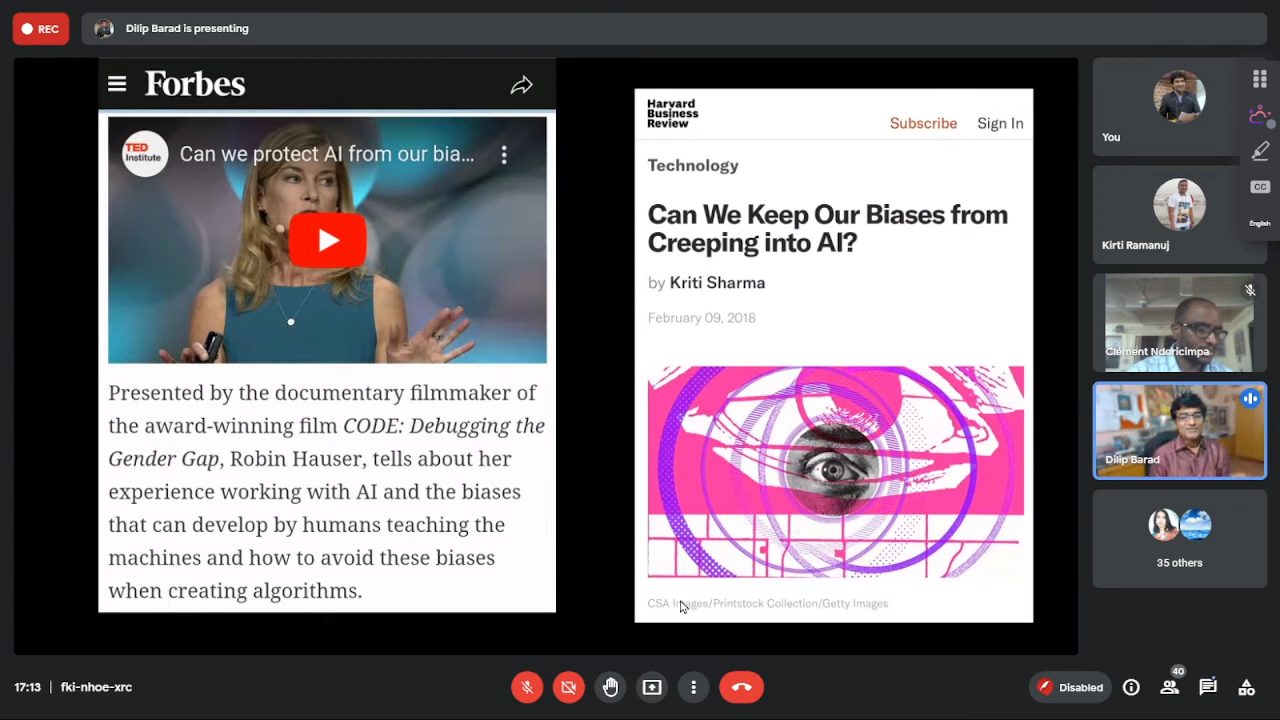 REC
Dilip Barad is presenting
Forbes
TED
Institute
Can we protect AI from our bia...
Presented by the documentary filmmaker of
the award-winning film CODE: Debugging the
Gender Gap, Robin Hauser, tells about her
experience working with AI and the biases
that can develop by humans teaching the
machines and how to avoid these biases
when creating algorithms.
Harvard
Business
Review
Subscribe
Sign In
Technology
Can We Keep Our Biases from
Creeping into AI?
by Kriti Sharma
February 09, 2018
CSA Images/Printstock Collection/Getty Images
You
Kirti Ramanuj
Clément Ndoricimpa
Dilip Barad
35 others
CC
English
17:13 | fki-nhoe-xrc
Disabled
40